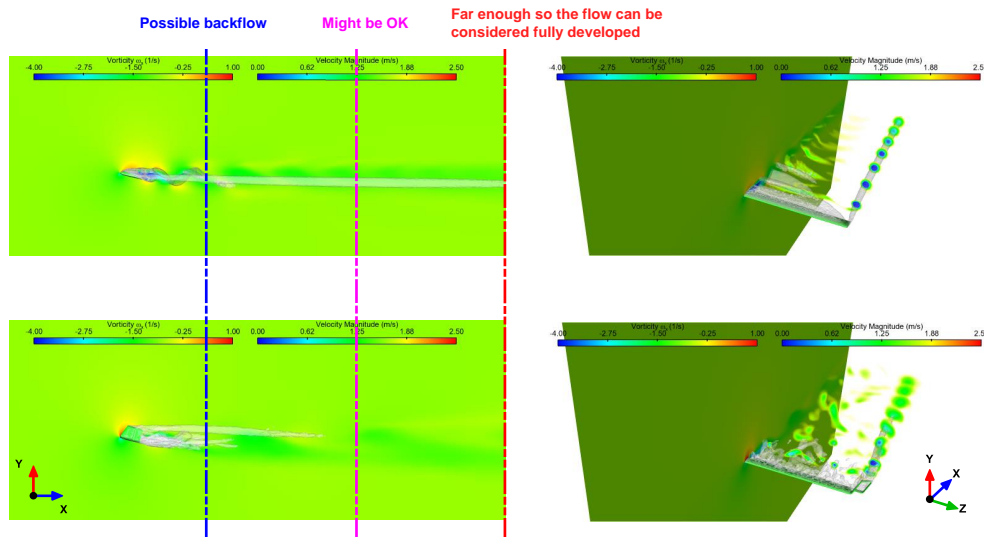 Possible backflow
Might be OK
Far enough so the flow can be
considered fully developed
Vorticity ωx (1/s)
-4.00 -2.75 -1.50 -0.25 1.00
Velocity Magnitude (m/s)
0.00 0.62 1.25 1.88 2.50
Vorticity ωx (1/s)
-4.00 -2.75 -1.50 -0.25 1.00
Velocity Magnitude (m/s)
0.00 0.62 1.25 1.88 2.5
Vorticity ωx (1/s)
-4.00 -2.75 -1.50 -0.25 1.00
Velocity Magnitude (m/s)
0.00 0.62 1.25 1.88 2.50
Vorticity ωx (1/s)
-4.00 -2.75 -1.50 -0.25 1.00
Velocity Magnitude (m/s)
0.00 0.62 1.25 1.88 2.5
Y
X
Y
X
Z